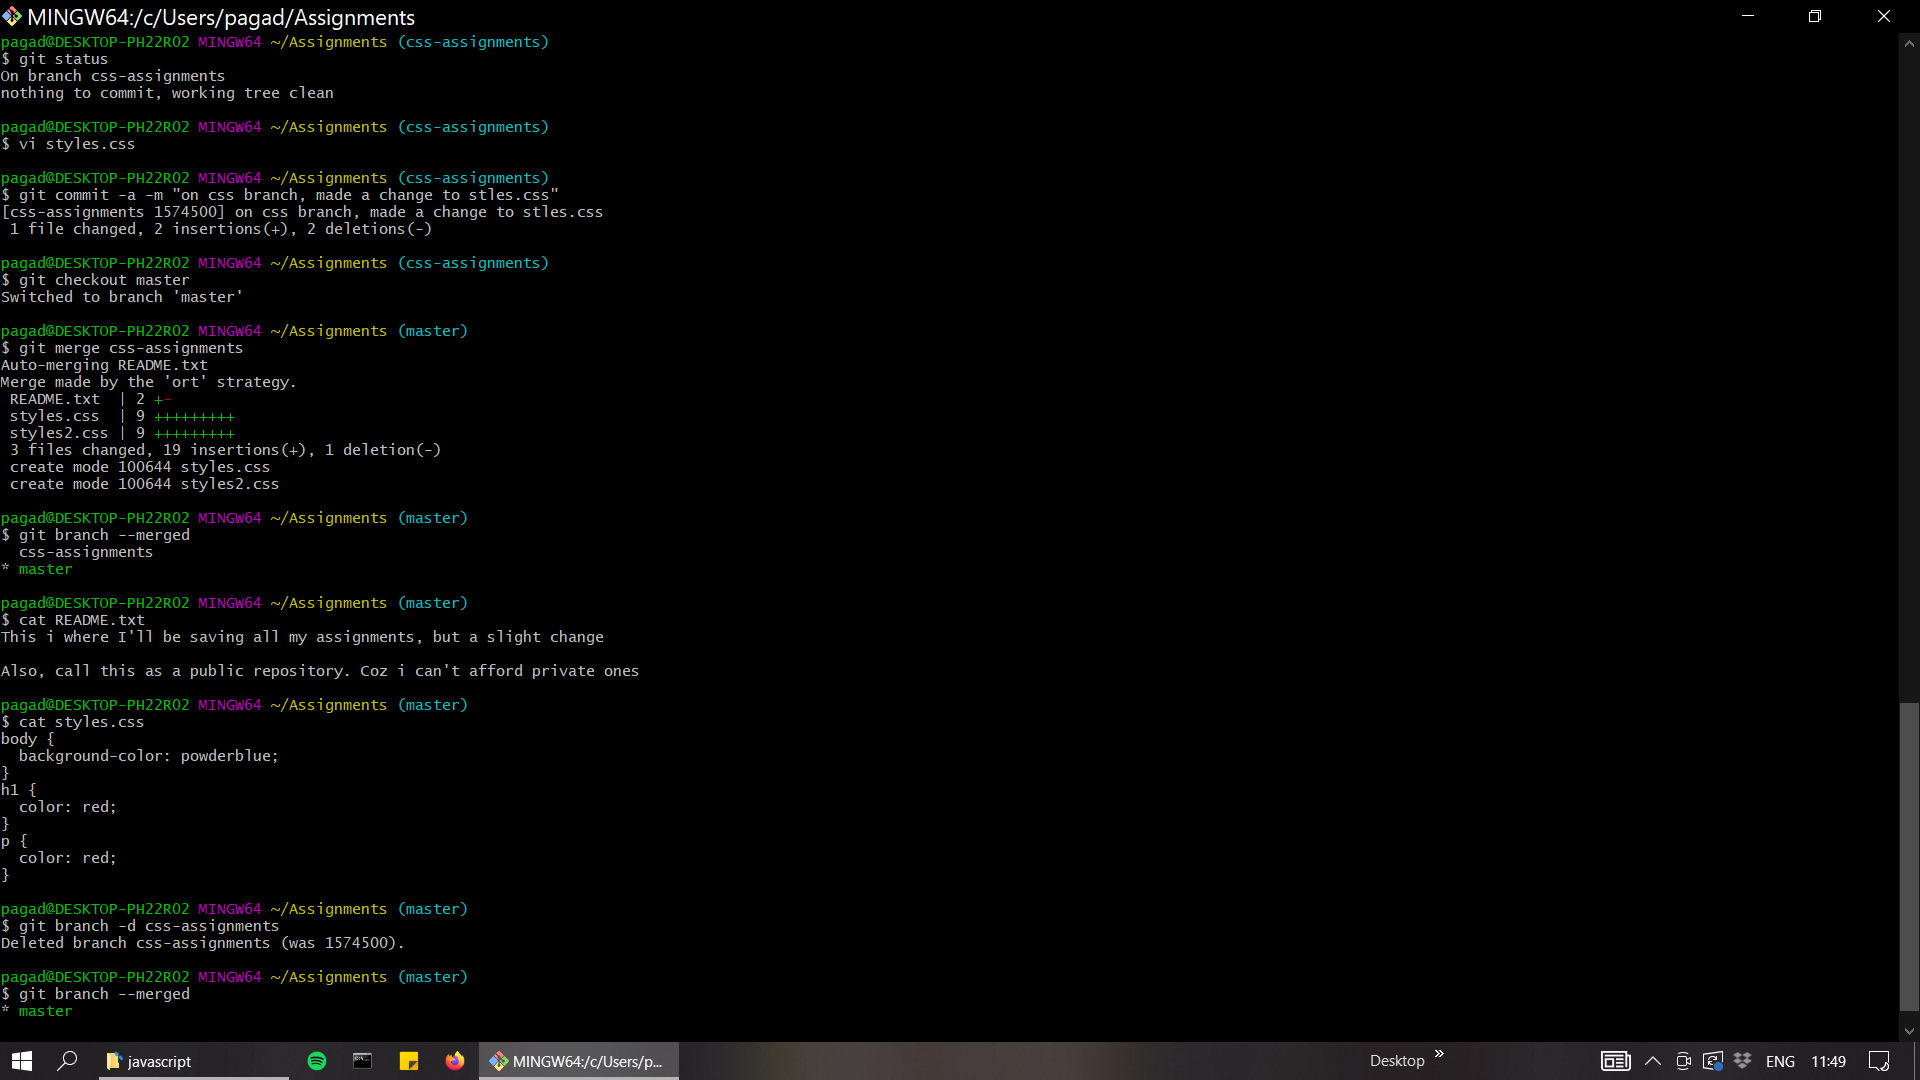 MINGW64:/c/Users/pagad/Assignments
pagad@DESKTOP-PH22R02 MINGW64 ~/Assignments (css-assignments)
$ git status
On branch css-assignments
nothing to commit, working tree clean
pagad@DESKTOP-PH22R02 MINGW64 ~/Assignments (css-assignments)
$ vi styles.css
pagad@DESKTOP-PH22R02 MINGW64 ~/Assignments (css-assignments)
$ git commit -a -m "on css branch, made a change to stles.css"
[css-assignments 1574500] on css branch, made a change to stles.css
 1 file changed, 2 insertions(+), 2 deletions(-)
pagad@DESKTOP-PH22R02 MINGW64 ~/Assignments (css-assignments)
$ git checkout master
Switched to branch 'master'
pagad@DESKTOP-PH22R02 MINGW64 ~/Assignments (master)
$ git merge css-assignments
Auto-merging README.txt
Merge made by the 'ort' strategy.
 README.txt  | 2 +-
 styles.css  | 9 +++++++++
 styles2.css | 9 +++++++++
 3 files changed, 19 insertions(+), 1 deletion(-)
 create mode 100644 styles.css
 create mode 100644 styles2.css
pagad@DESKTOP-PH22R02 MINGW64 ~/Assignments (master)
$ git branch --merged
  css-assignments
* master
pagad@DESKTOP-PH22R02 MINGW64 ~/Assignments (master)
$ cat README.txt
This i where I'll be saving all my assignments, but a slight change
Also, call this as a public repository. Coz i can't afford private ones
pagad@DESKTOP-PH22R02 MINGW64 ~/Assignments (master)
$ cat styles.css
body {
  background-color: powderblue;
}
h1 {
  color: red;
}
p {
  color: red;
}
pagad@DESKTOP-PH22R02 MINGW64 ~/Assignments (master)
$ git branch -d css-assignments
Deleted branch css-assignments (was 1574500).
pagad@DESKTOP-PH22R02 MINGW64 ~/Assignments (master)
$ git branch --merged
* master
javascript MINGW64:/c/Users/p... Desktop » ENG 11:49